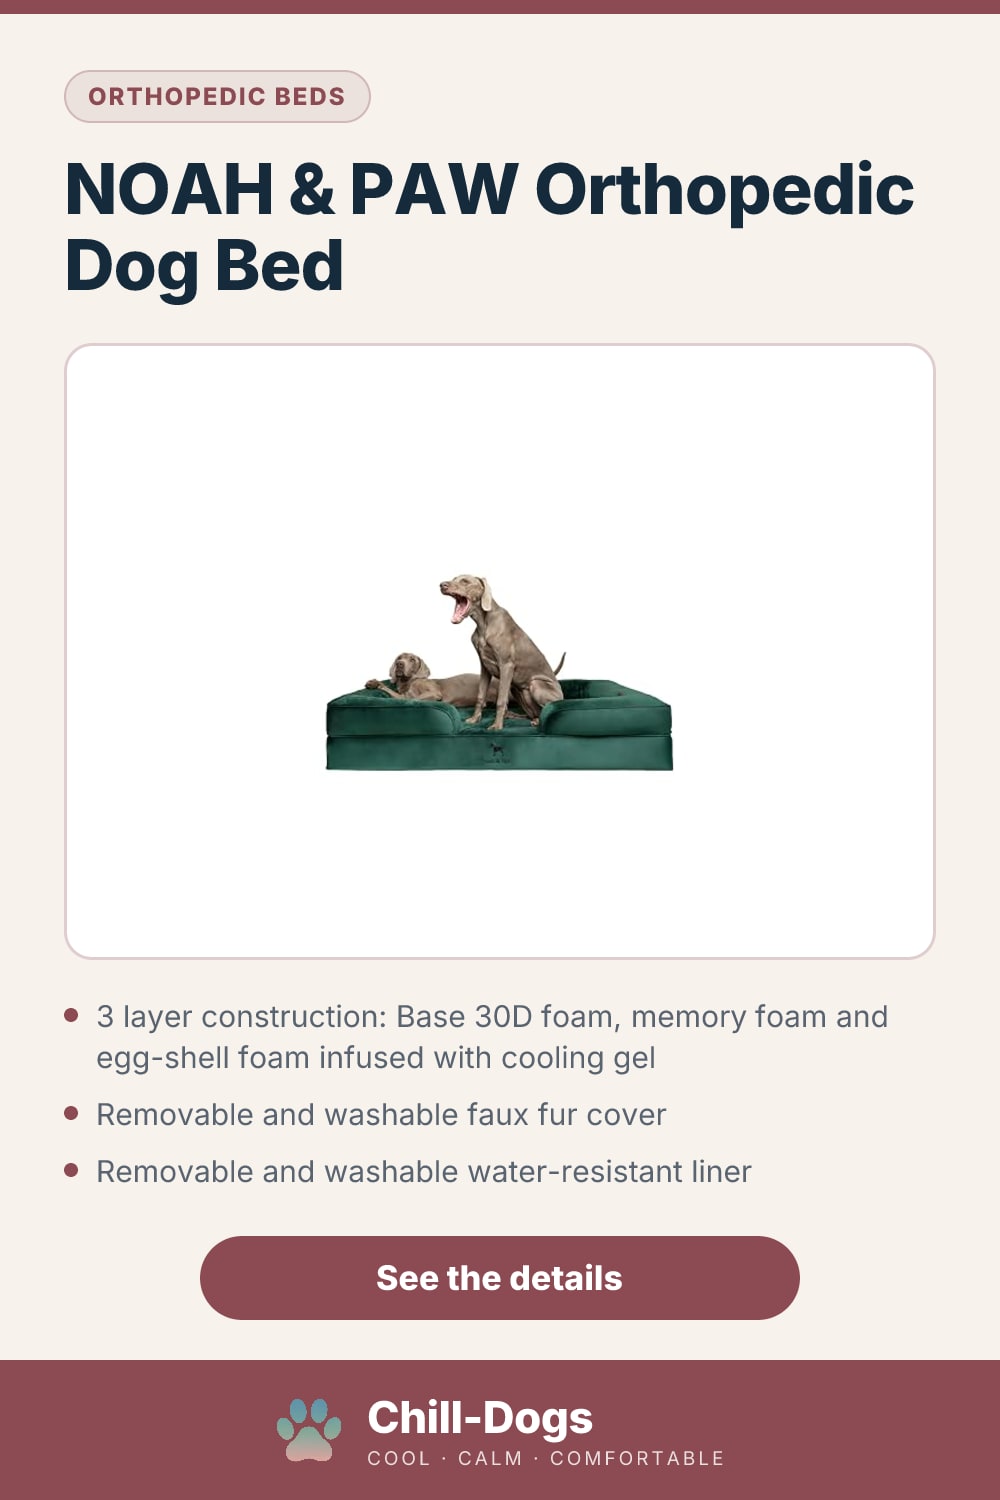 ORTHOPEDIC BEDS
NOAH & PAW Orthopedic
Dog Bed
3 layer construction: Base 30D foam, memory foam and
egg-shell foam infused with cooling gel
Removable and washable faux fur cover
Removable and washable water-resistant liner
See the details
Chill-Dogs
COOL · CALM · COMFORTABLE